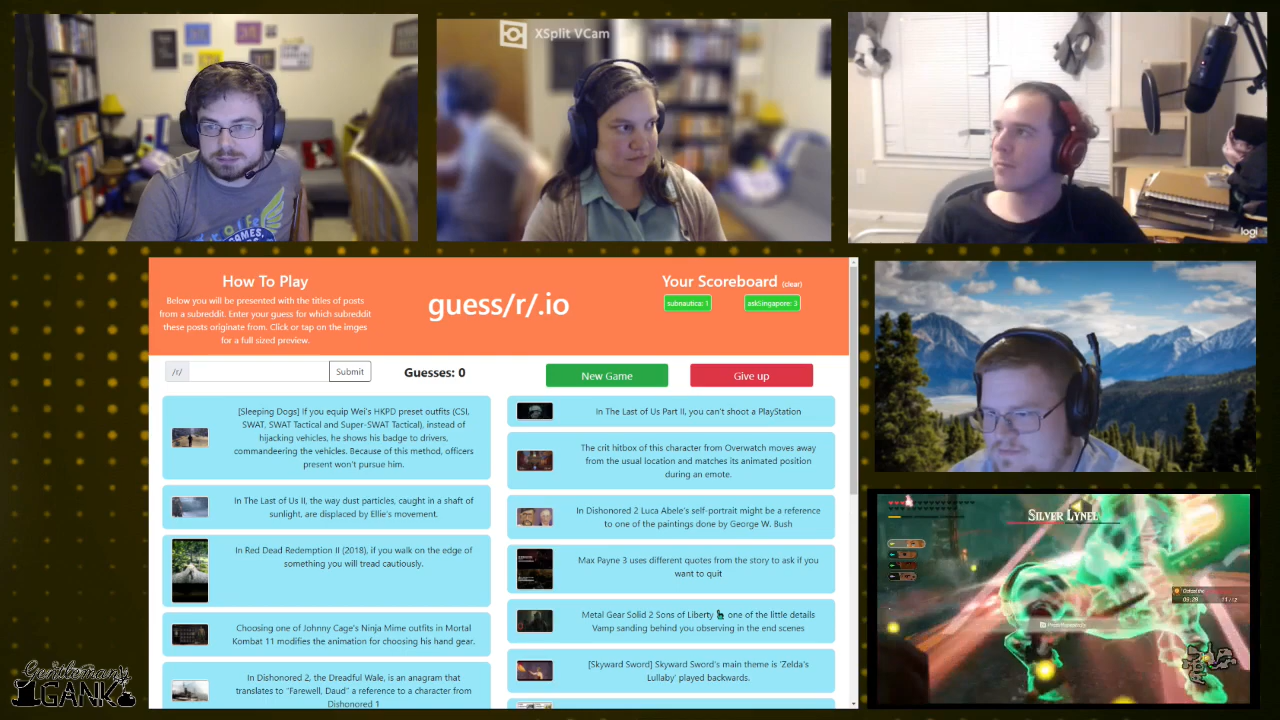 XSplit VCam
logi
How To Play
Below you will be presented with the titles of posts
from a subreddit. Enter your guess for which subreddit
these posts originate from. Click or tap on the imges
for a full sized preview.
guess/r/.io
Your Scoreboard (clear)
subnautica: 1
askSingapore: 3
/r/
Submit
Guesses: 0
New Game
Give up
[Sleeping Dogs] If you equip Wei's HKPD preset outfits (CSI,
SWAT, SWAT Tactical and Super-SWAT Tactical), instead of
hijacking vehicles, he shows his badge to drivers,
commandeering the vehicles. Because of this method, officers
present won't pursue him.
In The Last of Us II, the way dust particles, caught in a shaft of
sunlight, are displaced by Ellie's movement.
In Red Dead Redemption II (2018), if you walk on the edge of
something you will tread cautiously.
Choosing one of Johnny Cage's Ninja Mime outfits in Mortal
Kombat 11 modifies the animation for choosing his hand gear.
In Dishonored 2, the Dreadful Wale, is an anagram that
translates to "Farewell, Daud" a reference to a character from
Dishonored 1
In The Last of Us Part II, you can't shoot a PlayStation
The crit hitbox of this character from Overwatch moves away
from the usual location and matches its animated position
during an emote.
In Dishonored 2 Luca Abele's self-portrait might be a reference
to one of the paintings done by George W. Bush
Max Payne 3 uses different quotes from the story to ask if you
want to quit
Metal Gear Solid 2 Sons of Liberty 🐍 one of the little details
Vamp sanding behind you observing in the end scenes
[Skyward Sword] Skyward Sword's main theme is 'Zelda's
Lullaby' played backwards.
SILVER LYNEL
Gentleman's
GANK